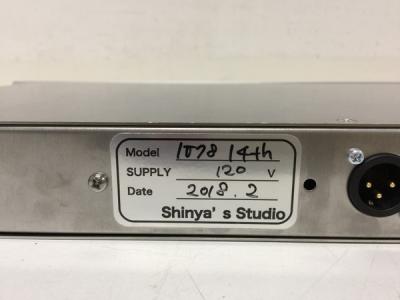 Model 1078 14th
SUPPLY 120 V
Date 2018.2
Shinya's Studio